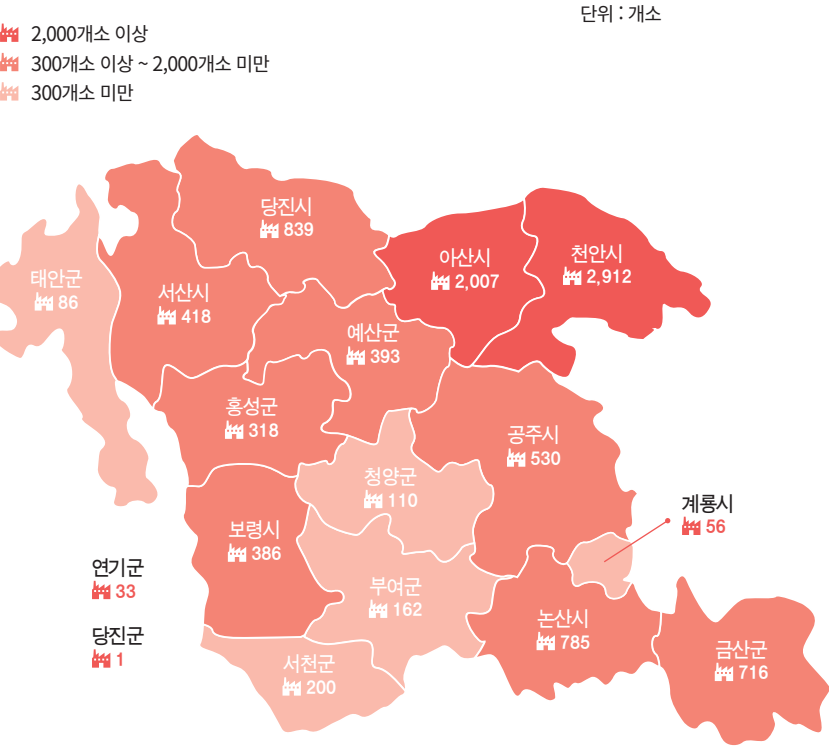 단위 : 개소
2,000개소 이상
300개소 이상 ~ 2,000개소 미만
300개소 미만
당진시
839
아산시
2,007
천안시
2,912
태안군
86
서산시
418
예산군
393
홍성군
318
공주시
530
청양군
110
계룡시
56
보령시
386
연기군
33
부여군
162
논산시
785
당진군
1
서천군
200
금산군
716